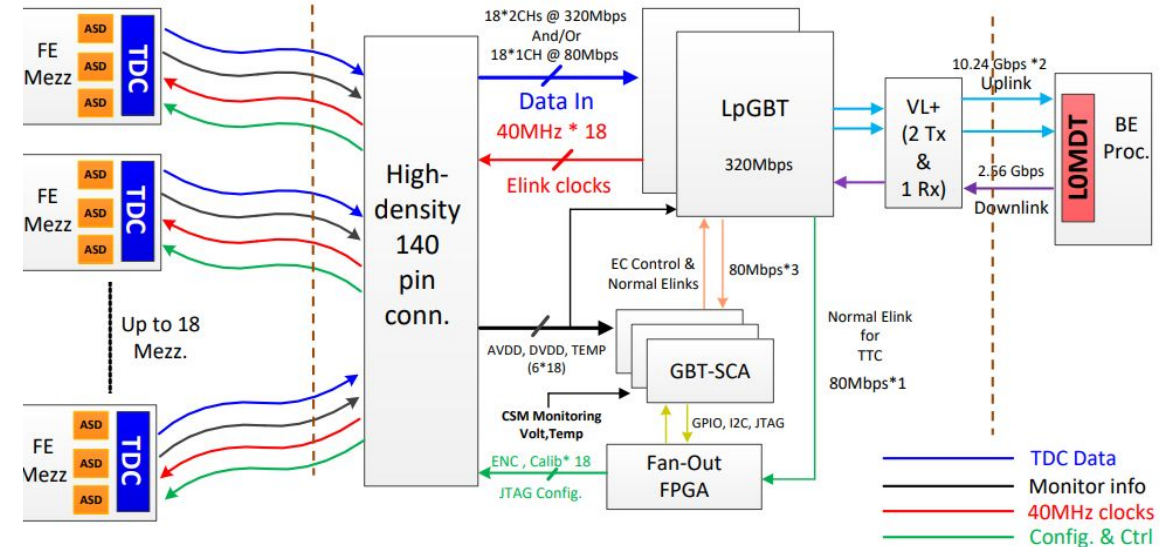 FE
Mezz
ASD
ASD
ASD
TDC
FE
Mezz
ASD
ASD
ASD
TDC
Up to 18
Mezz.
FE
Mezz
ASD
ASD
ASD
TDC
High-
density
140
pin
conn.
18*2CHs @ 320Mbps
And/Or
18*1CH @ 80Mbps
Data In
40MHz * 18
Elink clocks
LpGBT
320Mbps
VL+
(2 Tx
&
1 Rx)
10.24 Gbps *2
Uplink
2.56 Gbps
Downlink
L0MDT
BE
Proc.
EC Control &
Normal Elinks
80Mbps*3
Normal Elink
for
TTC
80Mbps*1
AVDD, DVDD, TEMP
(6*18)
GBT-SCA
CSM Monitoring
Volt,Temp
GPIO, I2C, JTAG
ENC , Calib* 18
JTAG Config.
Fan-Out
FPGA
TDC Data
Monitor info
40MHz clocks
Config. & Ctrl